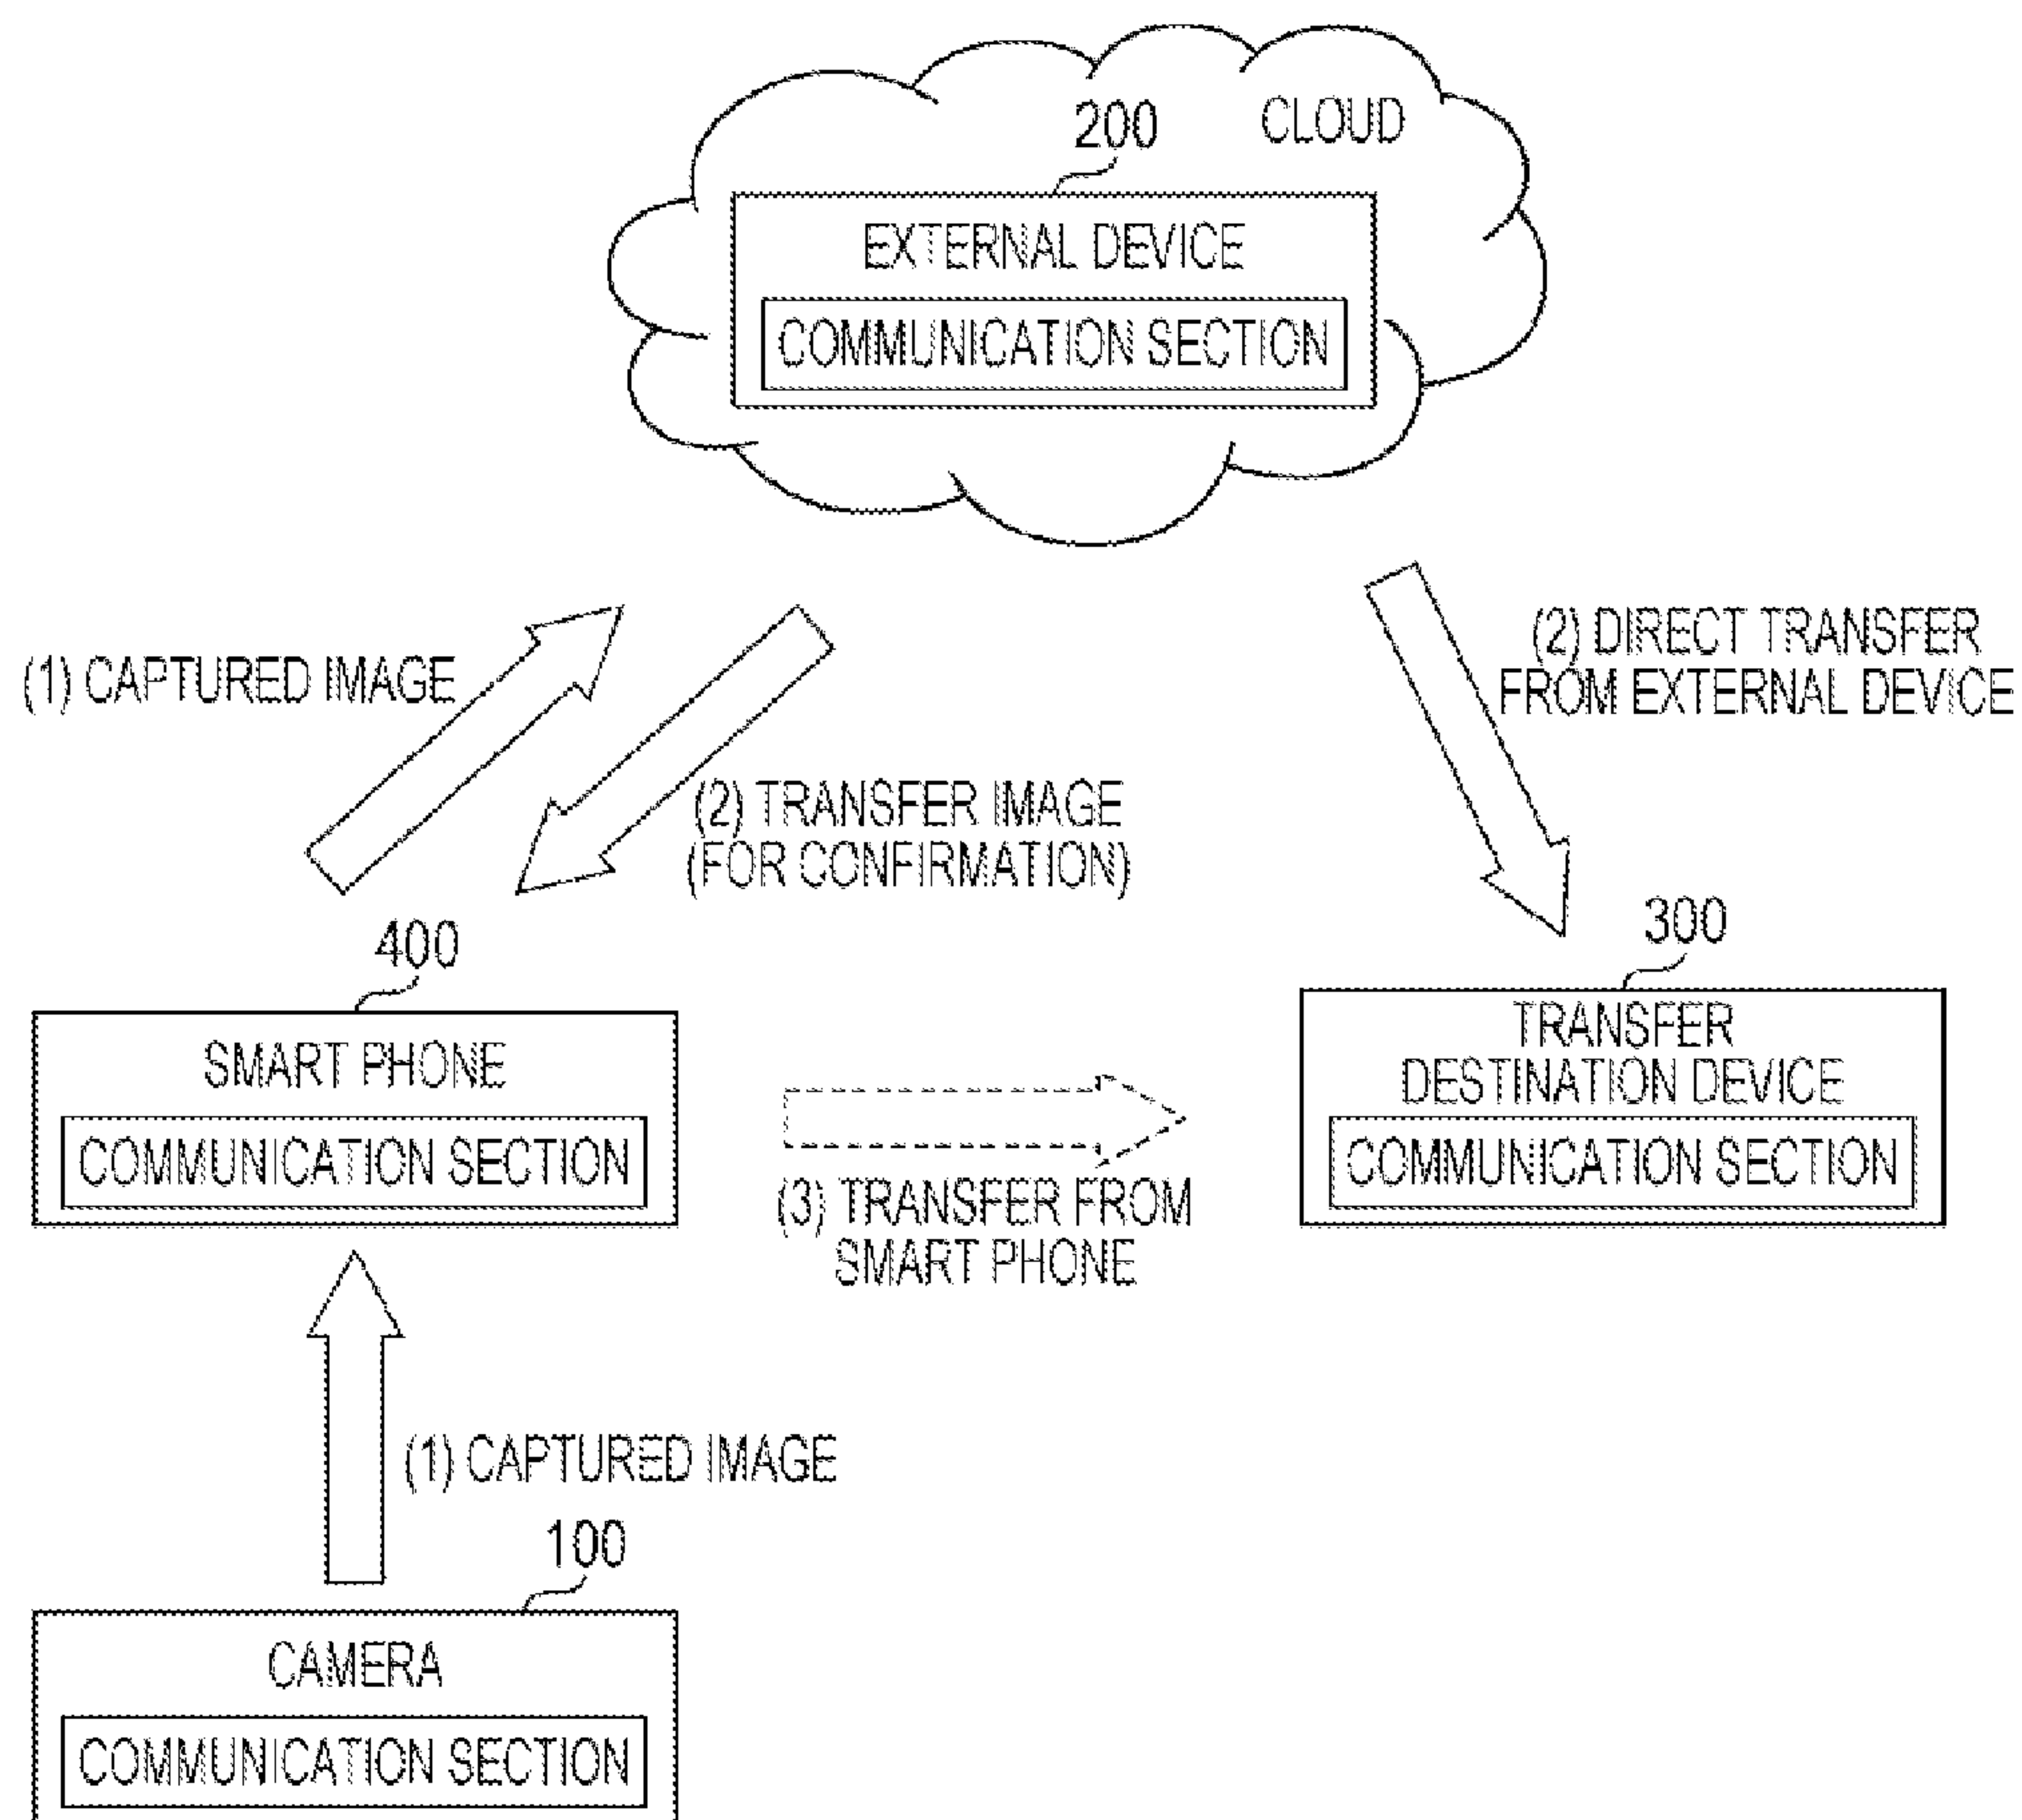 200
CLOUD
EXTERNAL DEVICE
COMMUNICATION SECTION
(1) CAPTURED IMAGE
(2) DIRECT TRANSFER
FROM EXTERNAL DEVICE
(2) TRANSFER IMAGE
(FOR CONFIRMATION)
400
300
SMART PHONE
COMMUNICATION SECTION
TRANSFER
DESTINATION DEVICE
COMMUNICATION SECTION
(3) TRANSFER FROM
SMART PHONE
(1) CAPTURED IMAGE
100
CAMERA
COMMUNICATION SECTION